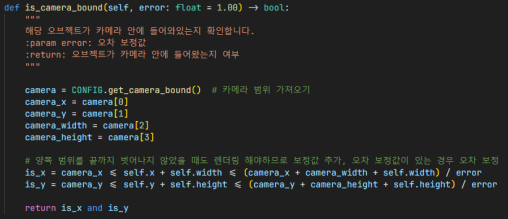 def is_camera_bound(self, error: float = 1.00) -> bool:
"""
해당 오브젝트가 카메라 안에 들어와있는지 확인합니다.
:param error: 오차 보정값
:return: 오브젝트가 카메라 안에 들어왔는지 여부
"""
camera = CONFIG.get_camera_bound()  # 카메라 범위 가져오기
camera_x = camera[0]
camera_y = camera[1]
camera_width = camera[2]
camera_height = camera[3]
# 양쪽 범위를 끝까지 벗어나지 않았을 때도 렌더링 해야하므로 보정값 추가, 오차 보정값이 있는 경우 오차 보정
is_x = camera_x <= self.x + self.width <= (camera_x + camera_width + self.width) / error
is_y = camera_y <= self.y + self.height <= (camera_y + camera_height + self.height) / error
return is_x and is_y